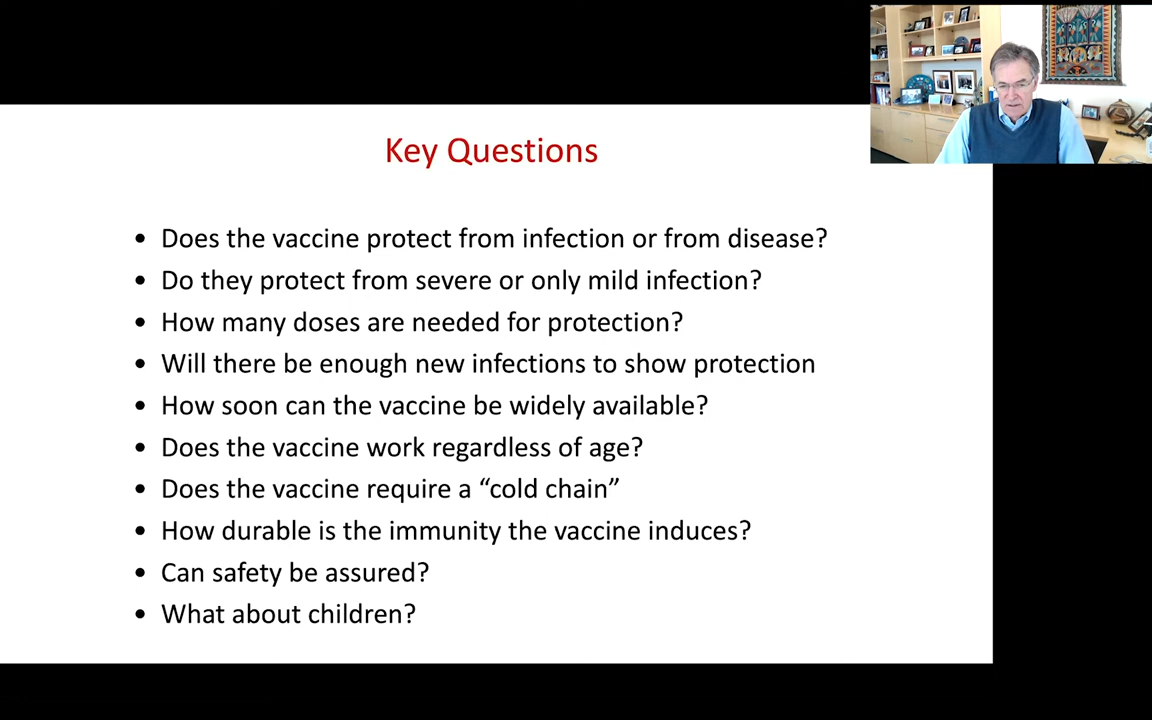 Key Questions
• Does the vaccine protect from infection or from disease?
• Do they protect from severe or only mild infection?
• How many doses are needed for protection?
• Will there be enough new infections to show protection
• How soon can the vaccine be widely available?
• Does the vaccine work regardless of age?
• Does the vaccine require a “cold chain”
• How durable is the immunity the vaccine induces?
• Can safety be assured?
• What about children?